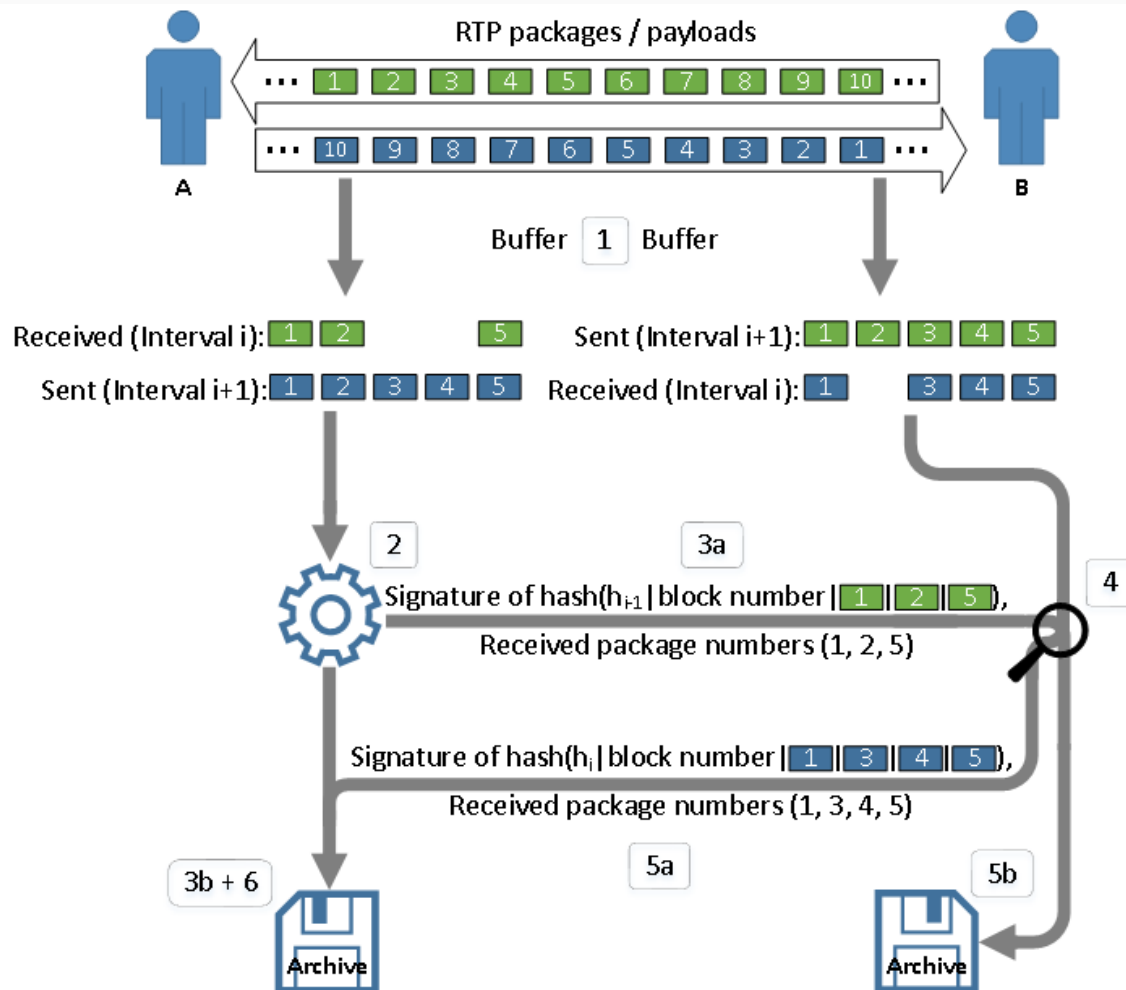 RTP packages / payloads
... 1 2 3 4 5 6 7 8 9 10 ...
... 10 9 8 7 6 5 4 3 2 1 ...
A
B
Buffer 1 Buffer
Received (Interval i): 1 2 5
Sent (Interval i+1): 1 2 3 4 5
Sent (Interval i+1): 1 2 3 4 5
Received (Interval i): 1 3 4 5
2
3a
4
Signature of hash(hi-1|block number|1|2|5),
Received package numbers (1, 2, 5)
Signature of hash(hi|block number|1|3|4|5),
Received package numbers (1, 3, 4, 5)
3b + 6
5a
5b
Archive
Archive